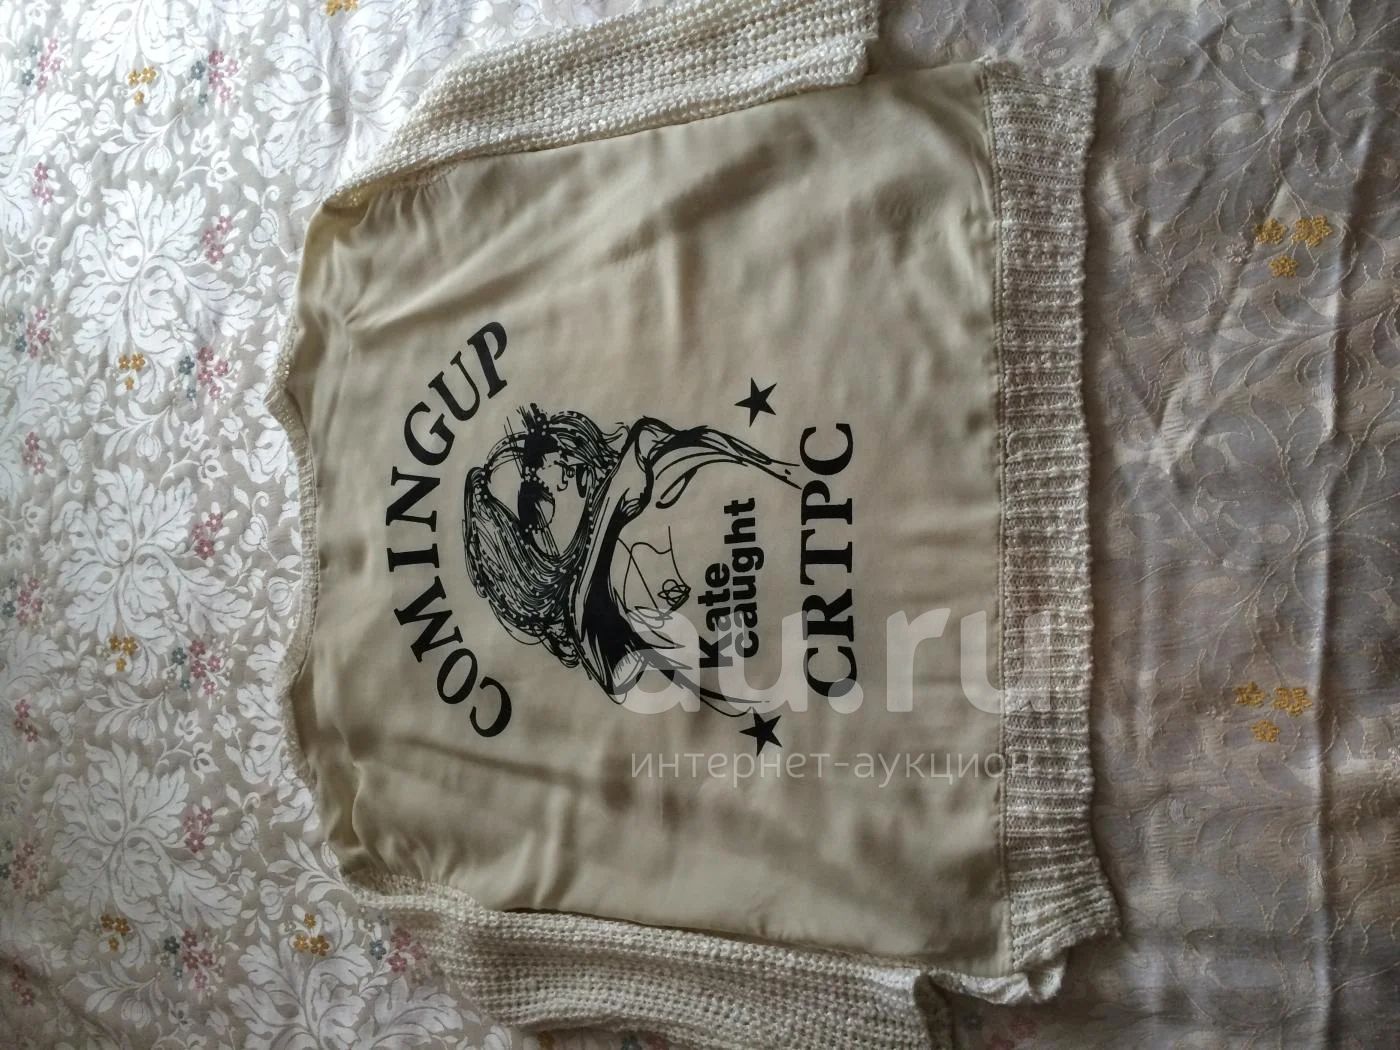 COMINGUP
Kate
caught
CRTPC
au.ru
интернет-аукцион